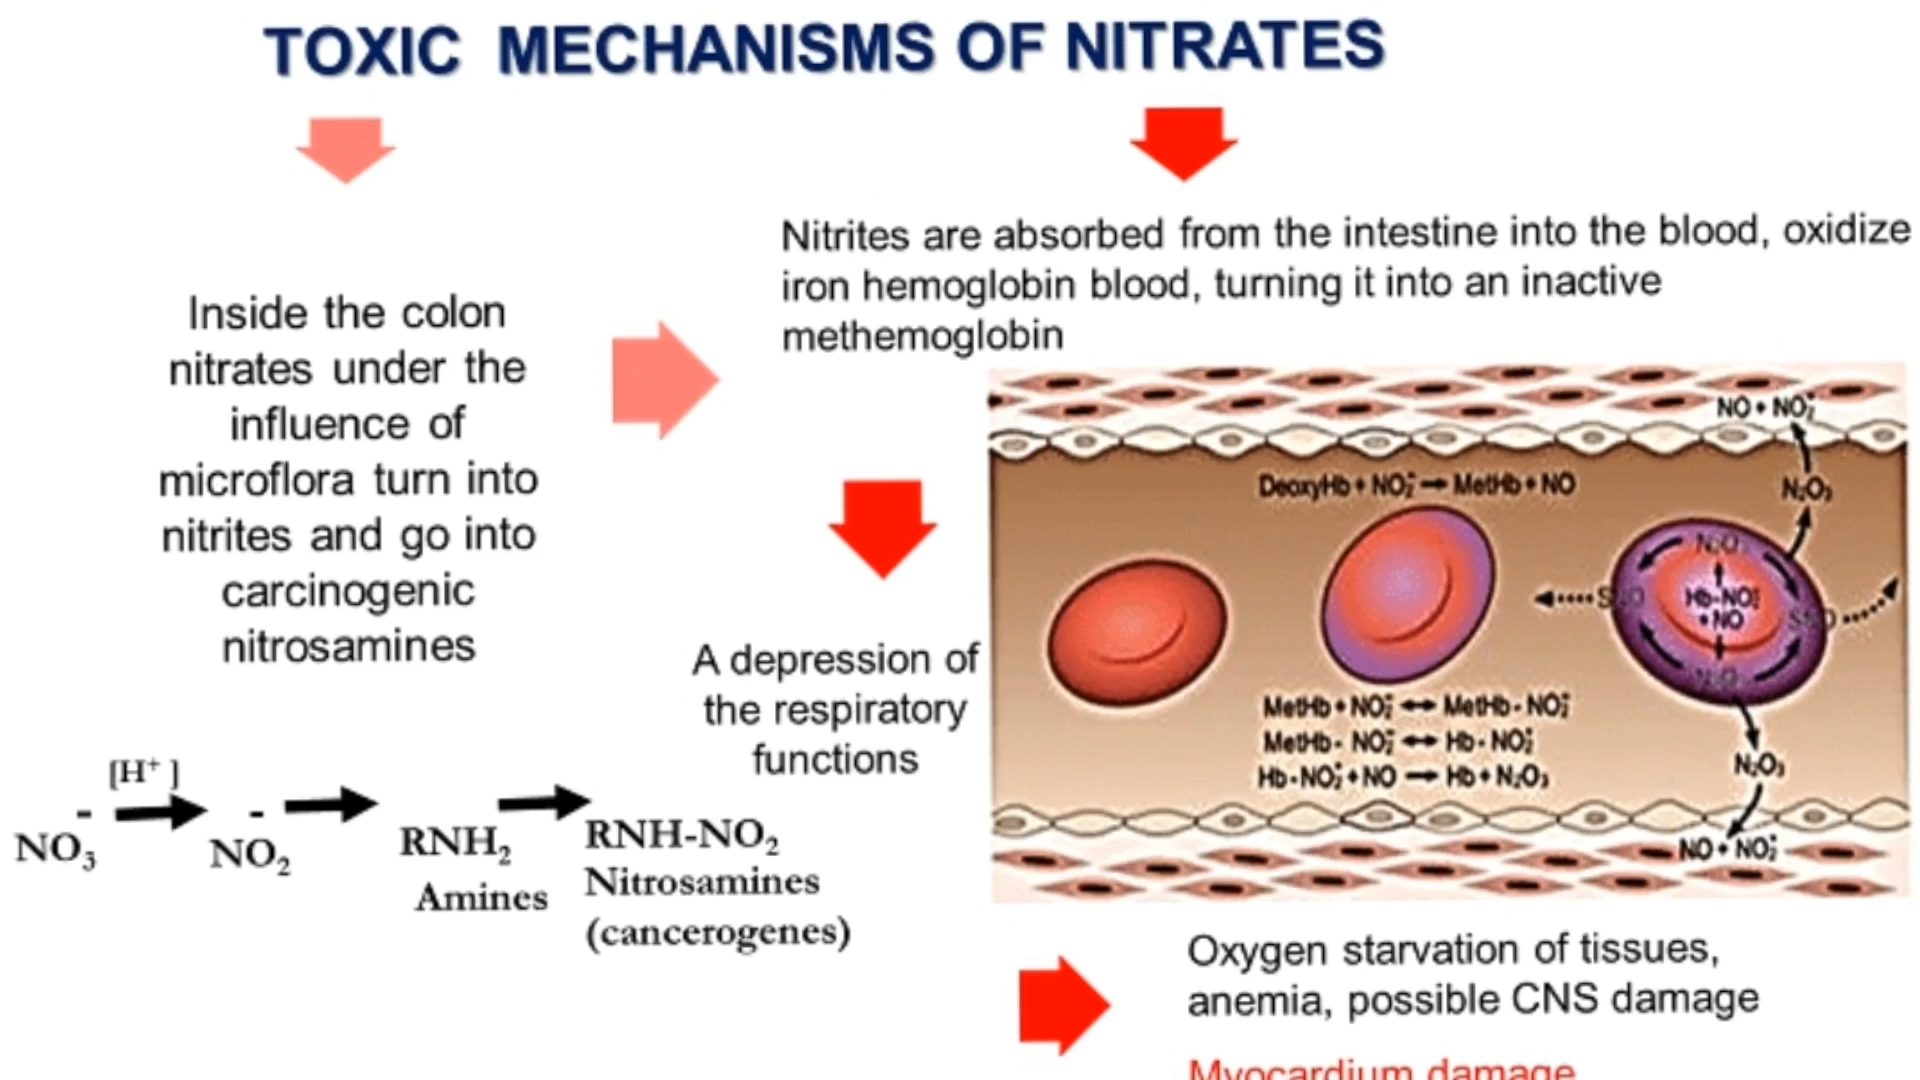 TOXIC MECHANISMS OF NITRATES
Inside the colon
nitrates under the
influence of
microflora turn into
nitrites and go into
carcinogenic
nitrosamines
Nitrites are absorbed from the intestine into the blood, oxidize
iron hemoglobin blood, turning it into an inactive
methemoglobin
A depression of
the respiratory
functions
[H⁺]
NO₃⁻ → NO₂⁻ → RNH₂ → RNH-NO₂
Amines
Nitrosamines
(cancerogenes)
NO + NO₂⁻
N₂O₃
DeoxyHb + NO₂⁻ → MetHb + NO
Hb-NO₂⁻
+ NO
MetHb + NO₂⁻ ↔ MetHb - NO₂⁻
MetHb - NO₂⁻ ↔ Hb - NO₂⁻
Hb - NO₂⁻ + NO → Hb + N₂O₃
N₂O₃
NO + NO₂⁻
Oxygen starvation of tissues,
anemia, possible CNS damage
Myocardium damage